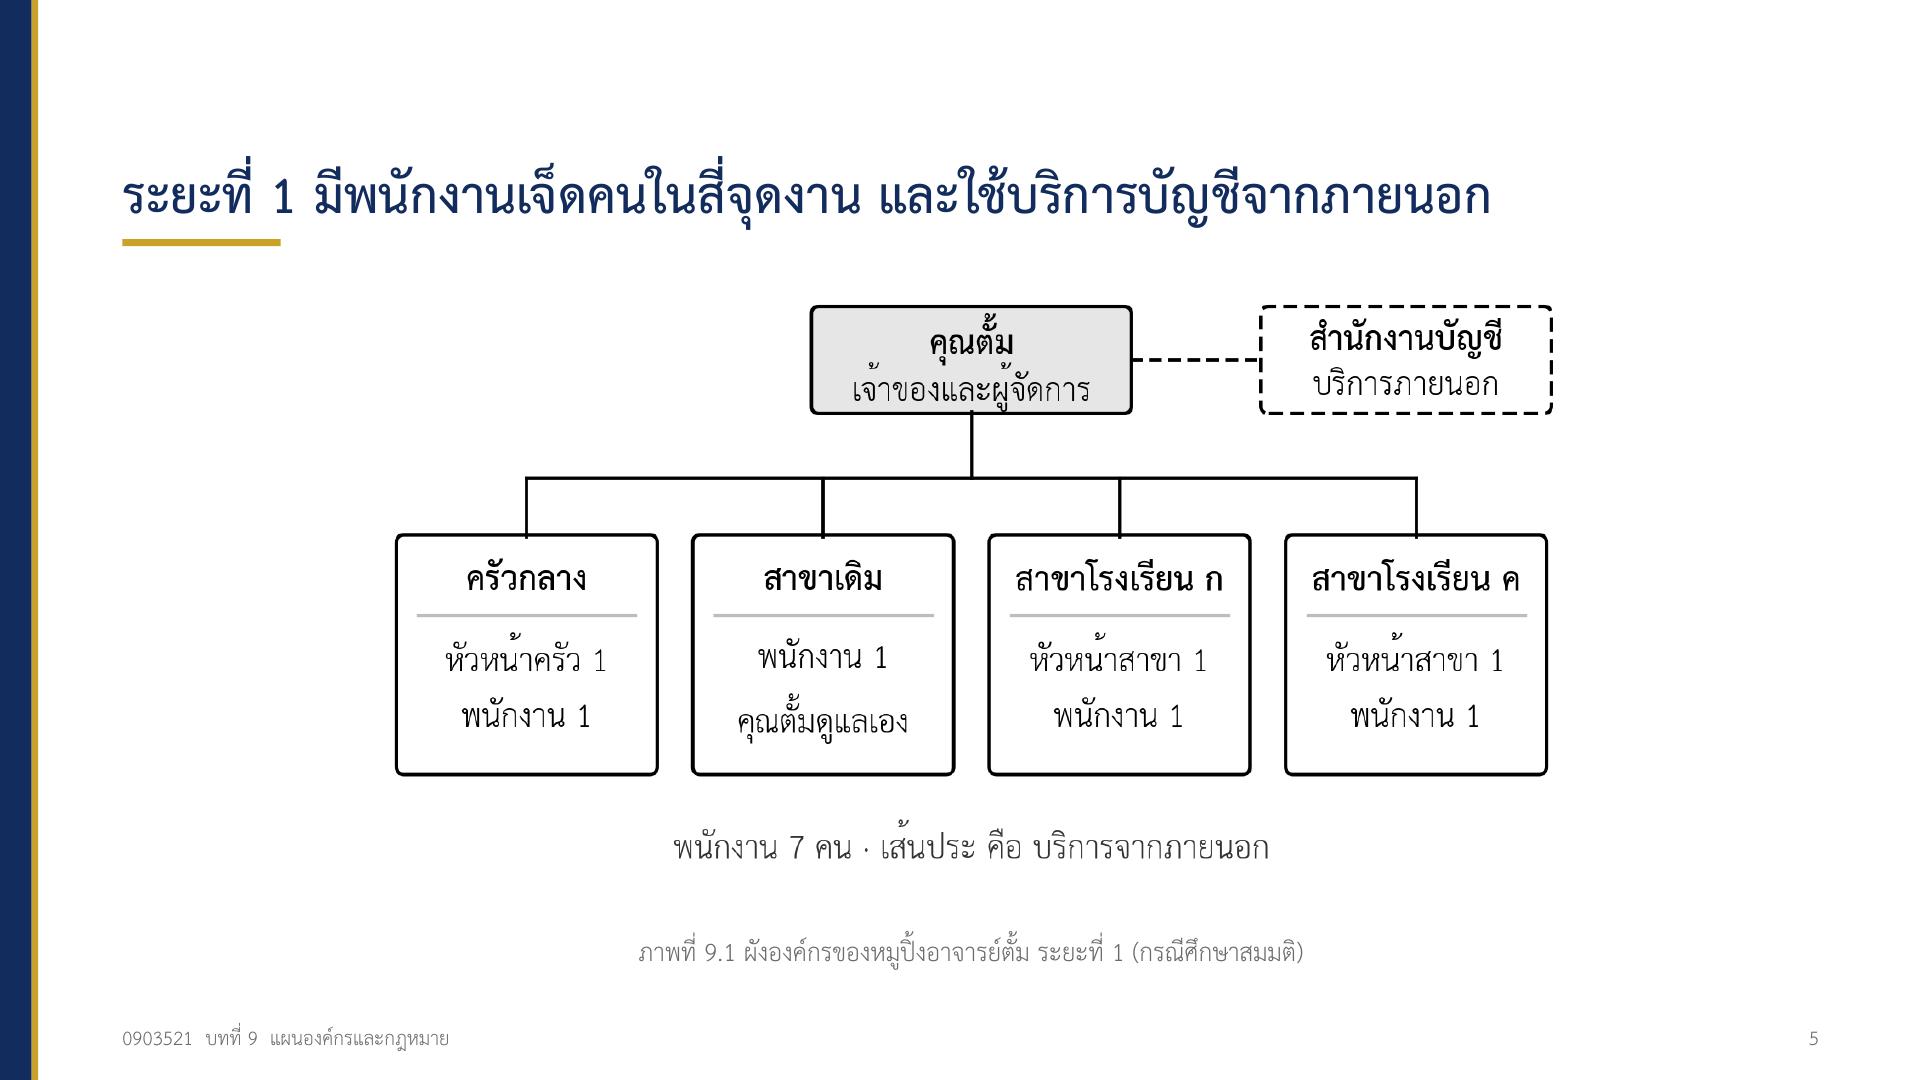 ระยะที่ 1 มีพนักงานเจ็ดคนในสี่จุดงาน และใช้บริการบัญชีจากภายนอก
คุณตั้ม
เจ้าของและผู้จัดการ
สำนักงานบัญชี
บริการภายนอก
ครัวกลาง
หัวหน้าครัว 1
พนักงาน 1
สาขาเดิม
พนักงาน 1
คุณตั้มดูแลเอง
สาขาโรงเรียน ก
หัวหน้าสาขา 1
พนักงาน 1
สาขาโรงเรียน ค
หัวหน้าสาขา 1
พนักงาน 1
พนักงาน 7 คน · เส้นประ คือ บริการจากภายนอก
ภาพที่ 9.1 ผังองค์กรของหมูปิ้งอาจารย์ตั้ม ระยะที่ 1 (กรณีศึกษาสมมติ)
0903521 บทที่ 9 แผนองค์กรและกฎหมาย
5